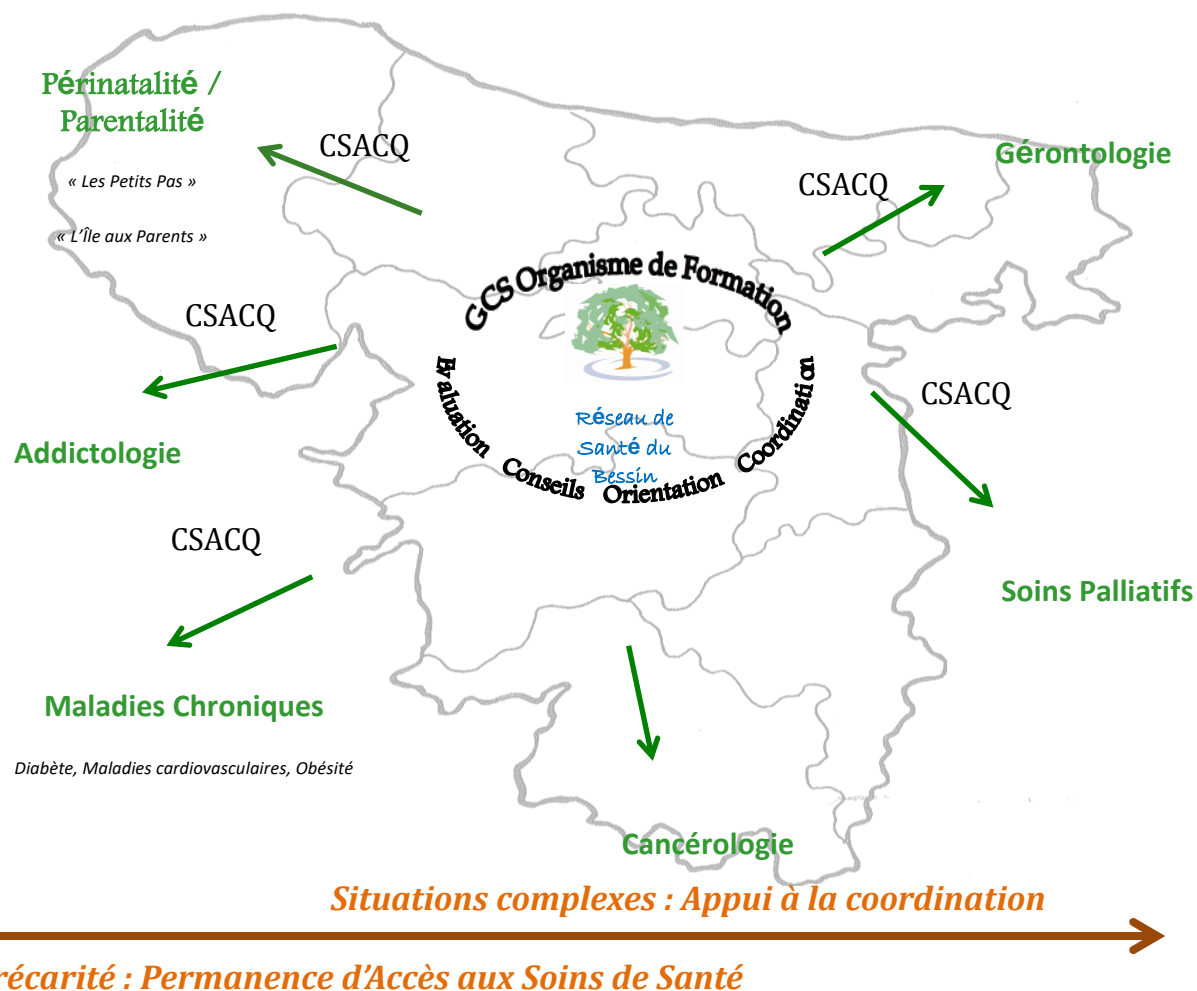 Périnatalité /
Parentalité
« Les Petits Pas »
« L’Île aux Parents »
CSACQ
CSACQ
Gérontologie
GCS Organisme de Formation
Réseau de
Santé du
Bessin
Evaluation Conseils Orientation Coordination
CSACQ
CSACQ
Addictologie
CSACQ
Soins Palliatifs
Maladies Chroniques
Diabète, Maladies cardiovasculaires, Obésité
Cancérologie
Situations complexes : Appui à la coordination
récarité : Permanence d’Accès aux Soins de Santé